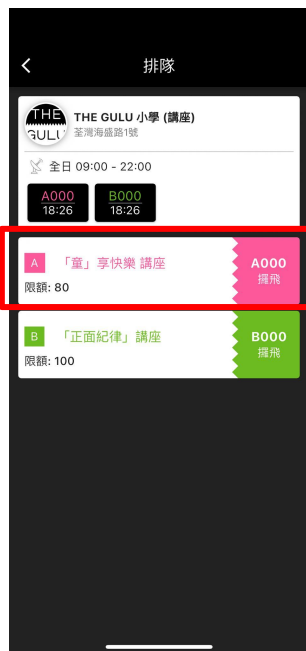 排隊
THE
GULU
THE GULU 小學 (講座)
荃灣海盛路1號
全日 09:00 - 22:00
A000
18:26
B000
18:26
A 「童」享快樂 講座
限額: 80
A000
攞飛
B 「正面紀律」講座
限額: 100
B000
攞飛